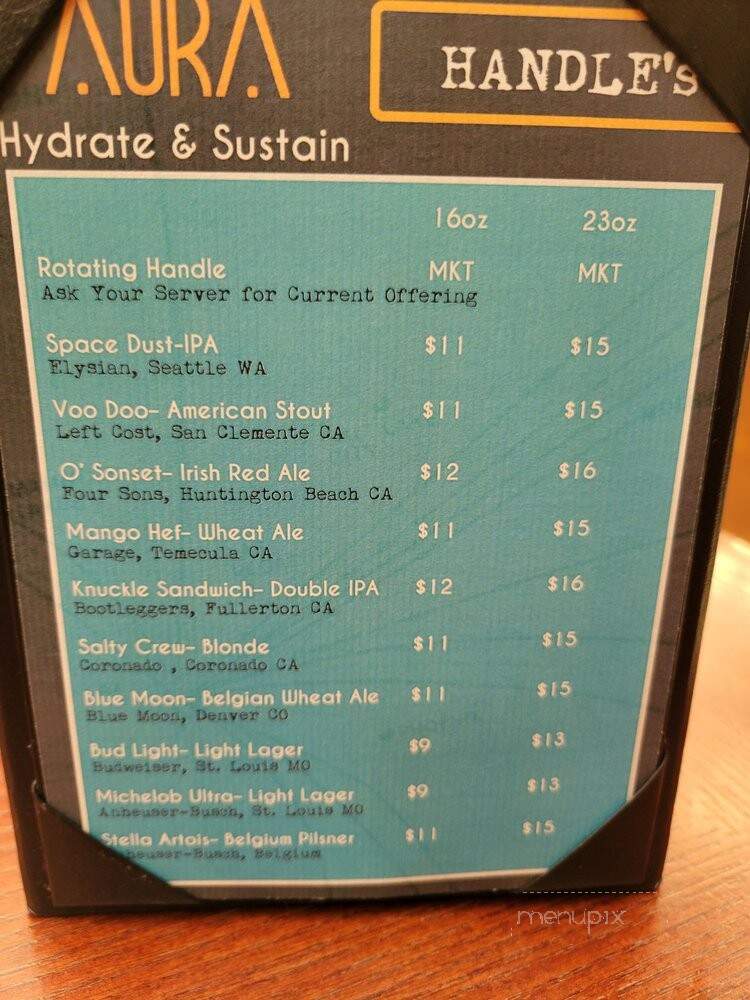 AURA
HANDLE's
Hydrate & Sustain
16oz 23oz
Rotating Handle MKT MKT
Ask Your Server for Current Offering
Space Dust-IPA $11 $15
Elysian, Seattle WA
Voo Doo- American Stout $11 $15
Left Cost, San Clemente CA
O' Sonset- Irish Red Ale $12 $16
Four Sons, Huntington Beach CA
Mango Hef- Wheat Ale $11 $15
Garage, Temecula CA
Knuckle Sandwich- Double IPA $12 $16
Bootleggers, Fullerton CA
Salty Crew- Blonde $11 $15
Coronado , Coronado CA
Blue Moon- Belgian Wheat Ale $11 $15
Blue Moon, Denver CO
Bud Light- Light Lager $9 $13
Budweiser, St. Louis MO
Michelob Ultra- Light Lager $9 $13
Anheuser-Busch, St. Louis MO
Stella Artois- Belgium Pilsner $11 $15
nheuser-Busch, Belgium
menupix